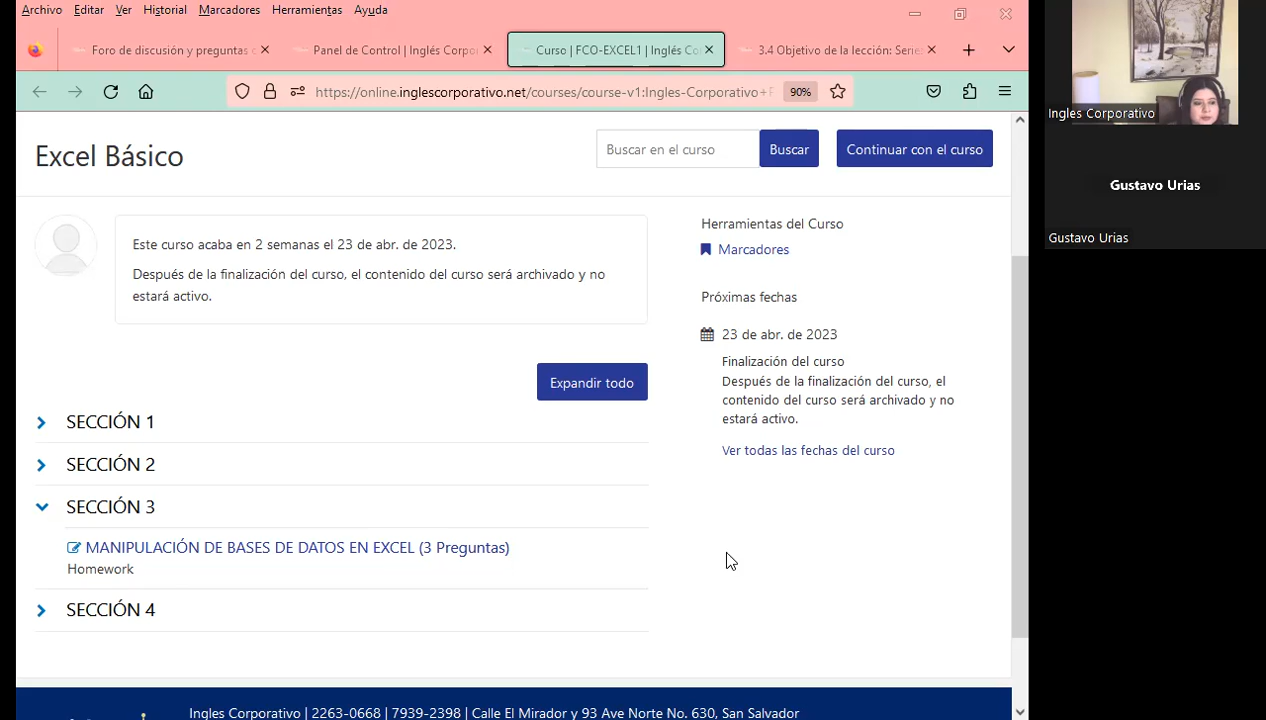 Archivo Editar Ver Historial Marcadores Herramientas Ayuda
Foro de discusión y preguntas
Panel de Control | Inglés Corpor
Curso | FCO-EXCEL1 | Inglés Co
3.4 Objetivo de la lección: Serie
https://online.inglescorporativo.net/courses/course-v1:Ingles-Corporativo+
90%
Excel Básico
Buscar en el curso
Buscar
Continuar con el curso
Este curso acaba en 2 semanas el 23 de abr. de 2023.
Después de la finalización del curso, el contenido del curso será archivado y no
estará activo.
Herramientas del Curso
Marcadores
Próximas fechas
23 de abr. de 2023
Finalización del curso
Después de la finalización del curso, el
contenido del curso será archivado y no
estará activo.
Ver todas las fechas del curso
Expandir todo
SECCIÓN 1
SECCIÓN 2
SECCIÓN 3
MANIPULACIÓN DE BASES DE DATOS EN EXCEL (3 Preguntas)
Homework
SECCIÓN 4
Ingles Corporativo | 2263-0668 | 7939-2398 | Calle El Mirador y 93 Ave Norte No. 630, San Salvador
Ingles Corporativo
Gustavo Urias
Gustavo Urias